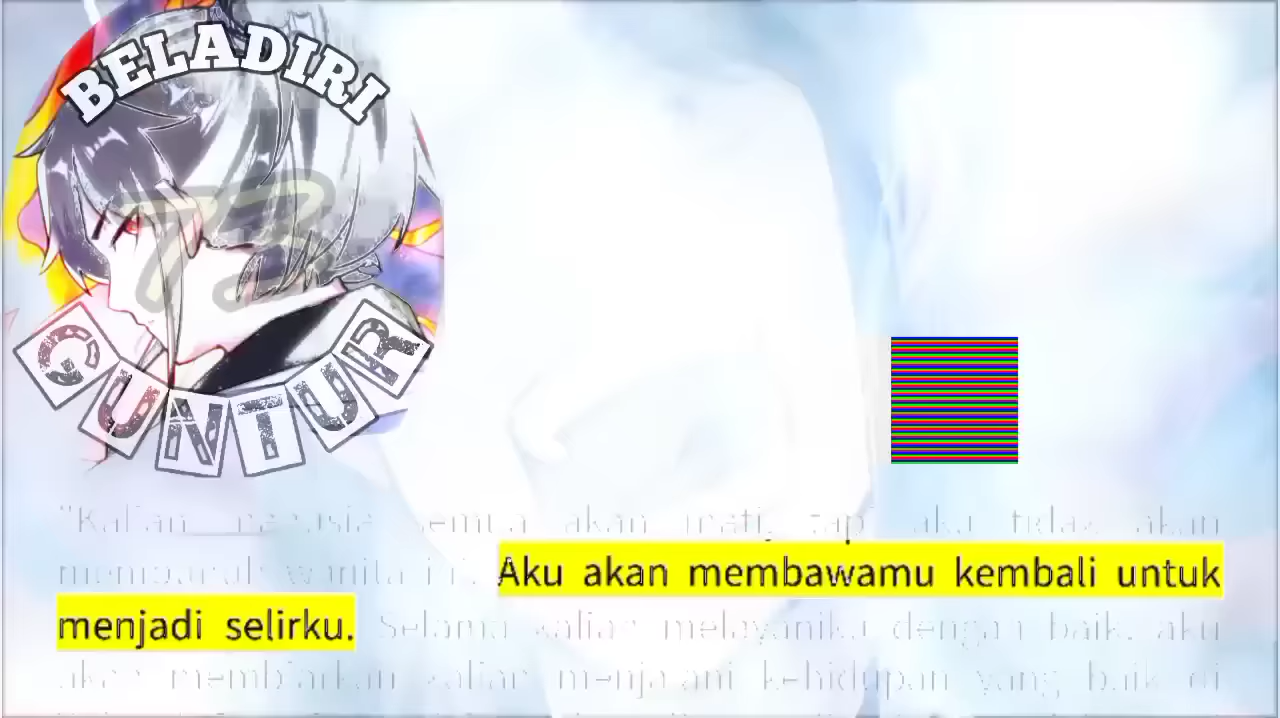 BELADIRI
GUNTUR
"Kalian manusia semua akan mati, tapi aku tidak akan
membunuh wanita ini. Aku akan membawamu kembali untuk
menjadi selirku. Selama kalian melayaniku dengan baik, aku
akan membiarkan kalian menjalani kehidupan yang baik di